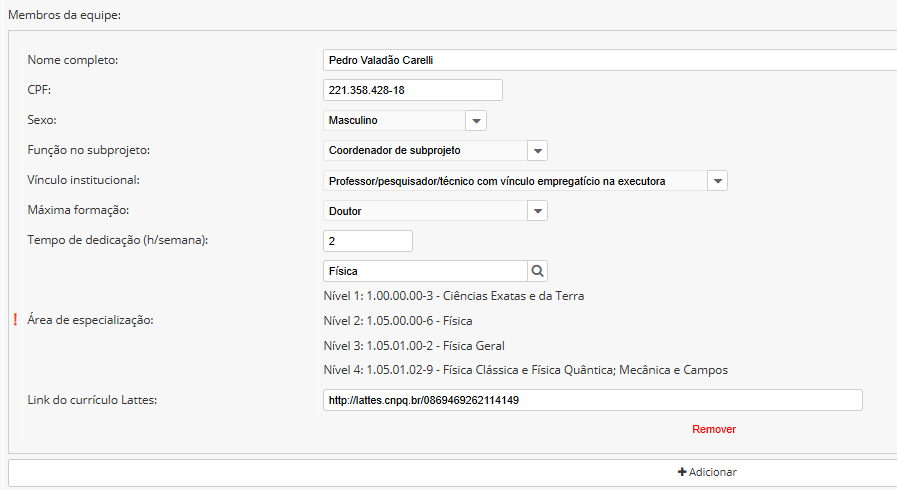 Membros da equipe:
Nome completo: Pedro Valadão Carelli
CPF: 221.358.428-18
Sexo: Masculino
Função no subprojeto: Coordenador de subprojeto
Vínculo institucional: Professor/pesquisador/técnico com vínculo empregatício na executora
Máxima formação: Doutor
Tempo de dedicação (h/semana): 2
Física
Nível 1: 1.00.00.00-3 - Ciências Exatas e da Terra
! Área de especialização: Nível 2: 1.05.00.00-6 - Física
Nível 3: 1.05.01.00-2 - Física Geral
Nível 4: 1.05.01.02-9 - Física Clássica e Física Quântica; Mecânica e Campos
Link do currículo Lattes: http://lattes.cnpq.br/0869469262114149
Remover
+ Adicionar